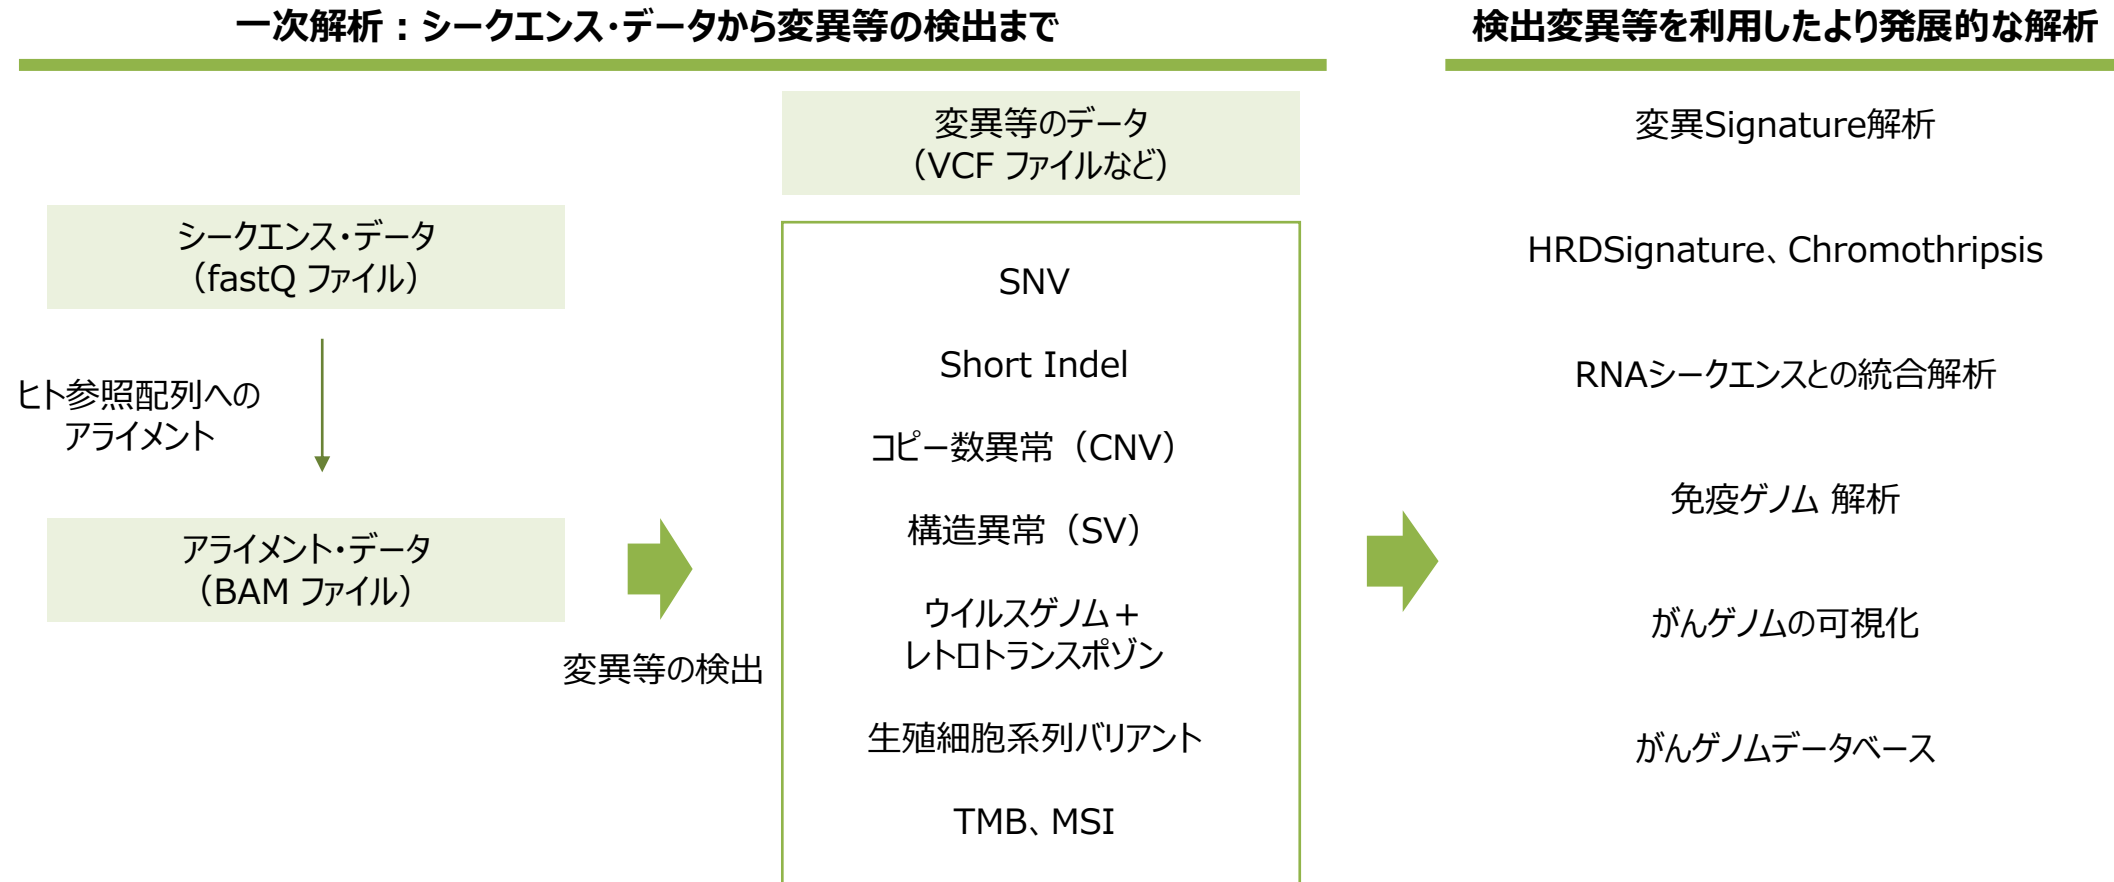 一次解析：シークエンス・データから変異等の検出まで
シークエンス・データ
（fastQ ファイル）
ヒト参照配列への
アライメント
アライメント・データ
（BAM ファイル）
変異等の検出
変異等のデータ
（VCF ファイルなど）
SNV
Short Indel
コピー数異常（CNV）
構造異常（SV）
ウイルスゲノム＋
レトロトランスポゾン
生殖細胞系列バリアント
TMB、MSI
検出変異等を利用したより発展的な解析
変異Signature解析
HRDSignature、Chromothripsis
RNAシークエンスとの統合解析
免疫ゲノム 解析
がんゲノムの可視化
がんゲノムデータベース